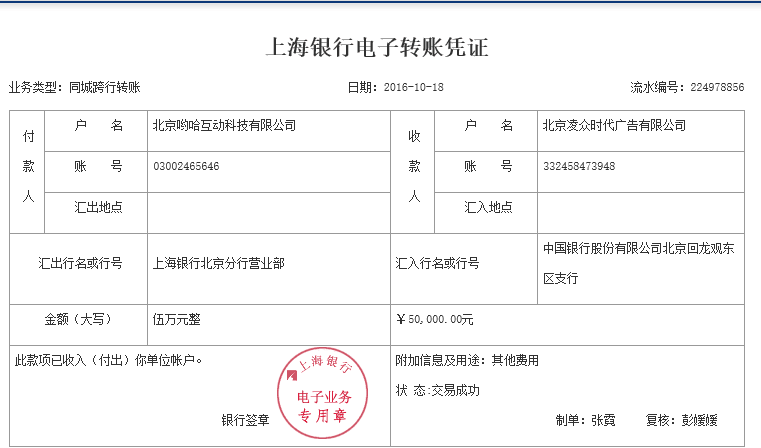 上海银行电子转账凭证
业务类型：同城跨行转账 日期：2016-10-18 流水编号：224978856
付款人 户 名 北京哟哈互动科技有限公司 收款人 户 名 北京凌众时代广告有限公司
账 号 03002465646 账 号 332458473948
汇出地点 汇入地点
汇出行名或行号 上海银行北京分行营业部 汇入行名或行号 中国银行股份有限公司北京回龙观东
区支行
金额（大写） 伍万元整 ￥50,000.00元
此款项已收入（付出）你单位帐户。 附加信息及用途：其他费用
状 态:交易成功
银行签章 制单：张霓 复核：彭媛媛
上海银行
电子业务
专用章